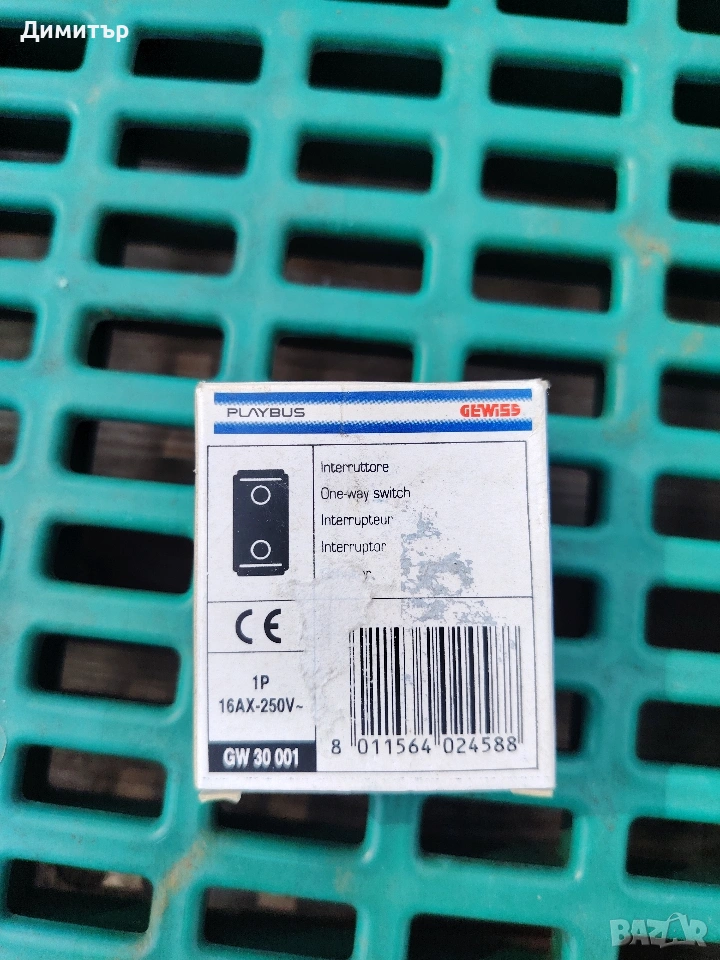 Димитър
PLAYBUS GEWISS
Interruttore
One-way switch
Interrupteur
Interruptor
CE
1P
16AX-250V~
GW 30 001
8 011564 024588
BAZAR